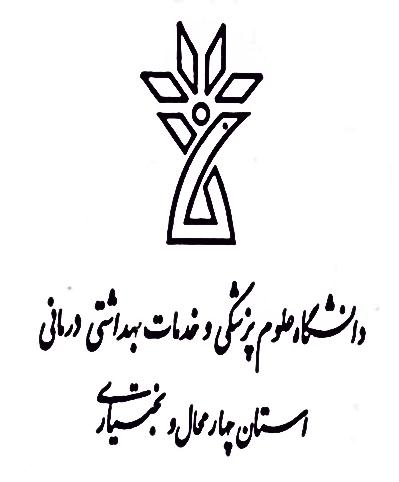 دانشگاه علوم پزشکی و خدمات بهداشتی درمانی
استان چهارمحال و بختیاری